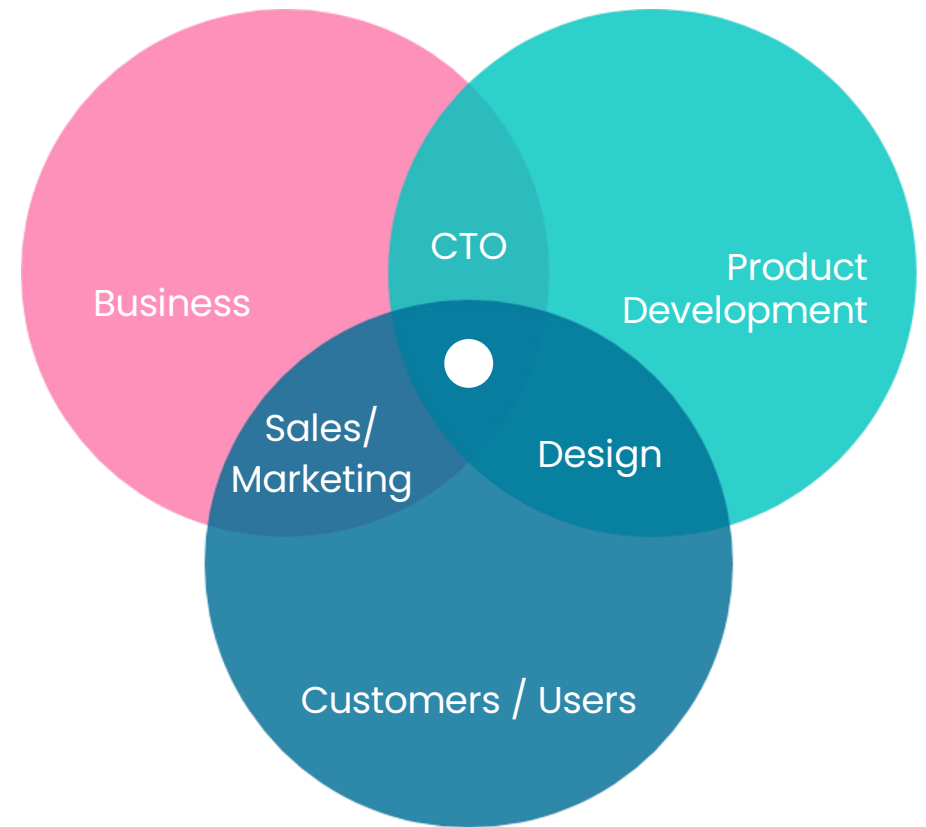 CTO
Business
Product
Development
Sales/
Marketing
Design
Customers / Users